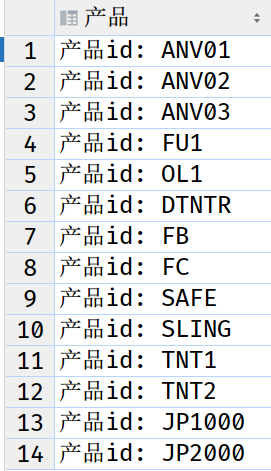 产品
1 产品id: ANV01
2 产品id: ANV02
3 产品id: ANV03
4 产品id: FU1
5 产品id: OL1
6 产品id: DTNTR
7 产品id: FB
8 产品id: FC
9 产品id: SAFE
10 产品id: SLING
11 产品id: TNT1
12 产品id: TNT2
13 产品id: JP1000
14 产品id: JP2000